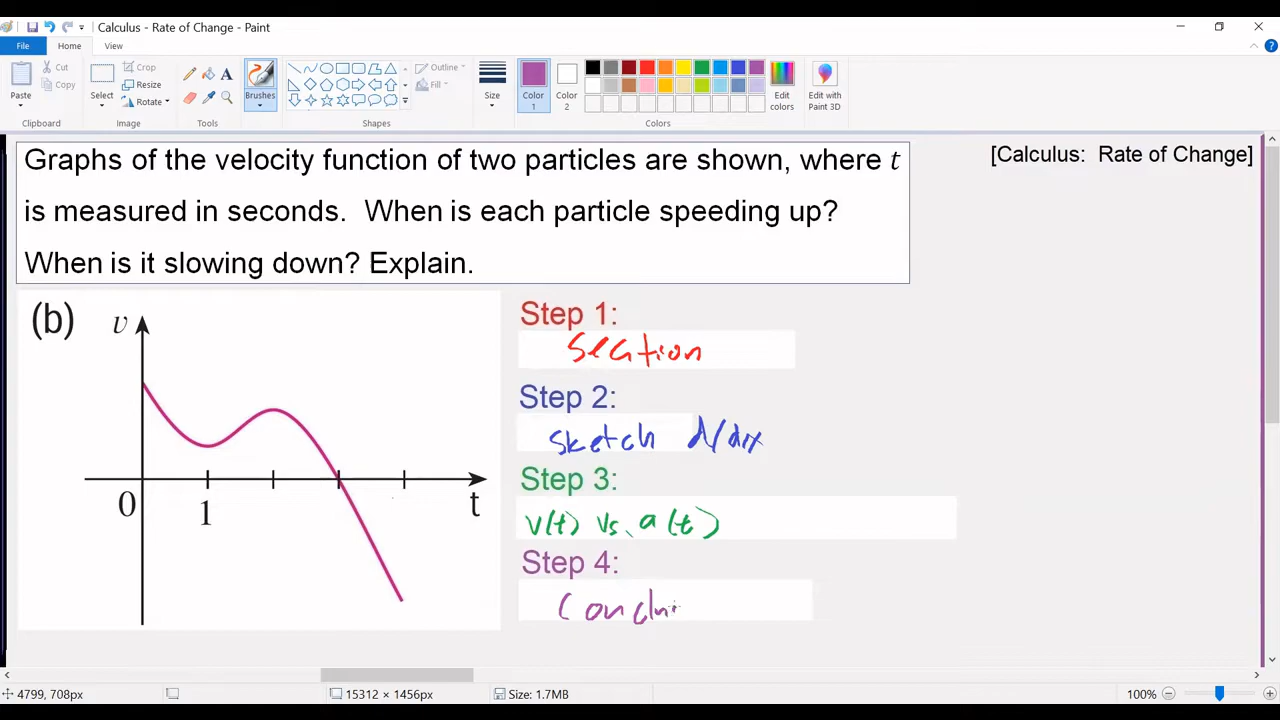 Calculus - Rate of Change - Paint
File Home View
Paste
Cut
Copy
Clipboard
Select
Crop
Resize
Rotate
Image
Tools
Brushes
Outline
Fill
Shapes
Size
Color 1
Color 2
Edit colors
Edit with Paint 3D
Colors
Graphs of the velocity function of two particles are shown, where t
is measured in seconds. When is each particle speeding up?
When is it slowing down? Explain.
[Calculus: Rate of Change]
(b)
v
0
1
t
Step 1:
Section
Step 2:
sketch d/dx
Step 3:
v(t) vs. a(t)
Step 4:
4799, 708px
15312 × 1456px
Size: 1.7MB
100%